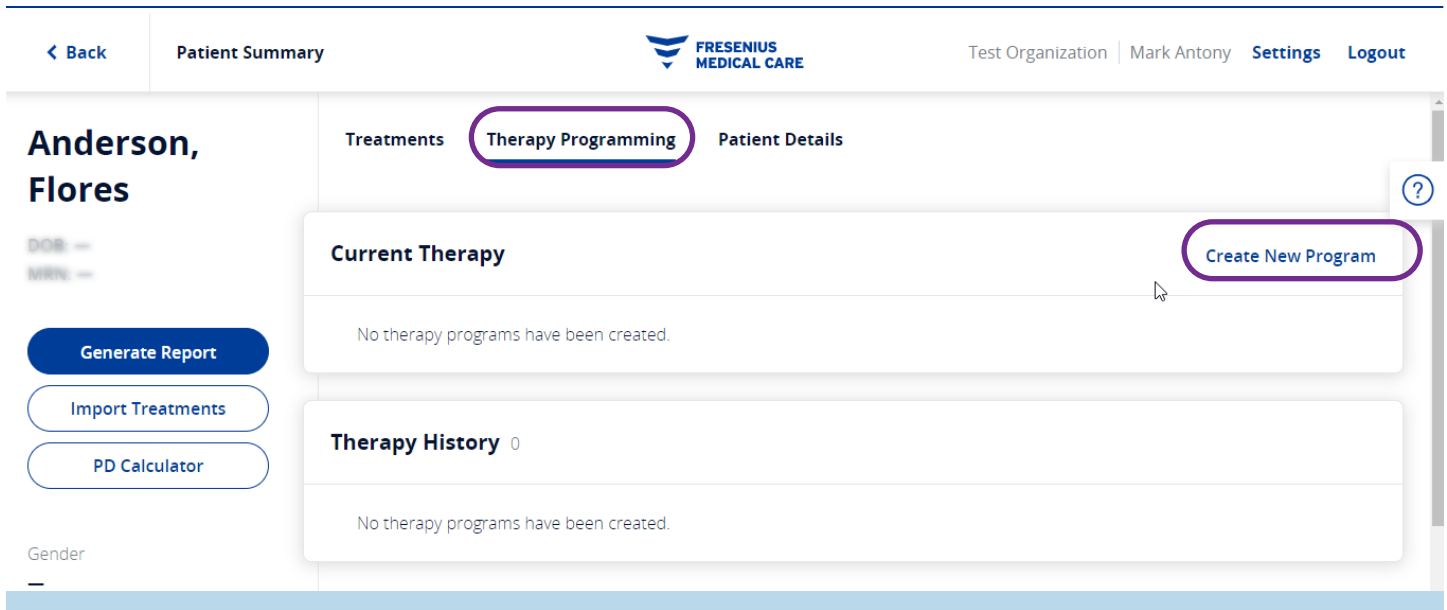 Back
Patient Summary
FRESENIUS
MEDICAL CARE
Test Organization | Mark Antony
Settings
Logout
Anderson,
Flores
DOB: —
MRN: —
Generate Report
Import Treatments
PD Calculator
Gender
—
Treatments
Therapy Programming
Patient Details
?
Current Therapy
Create New Program
No therapy programs have been created.
Therapy History 0
No therapy programs have been created.